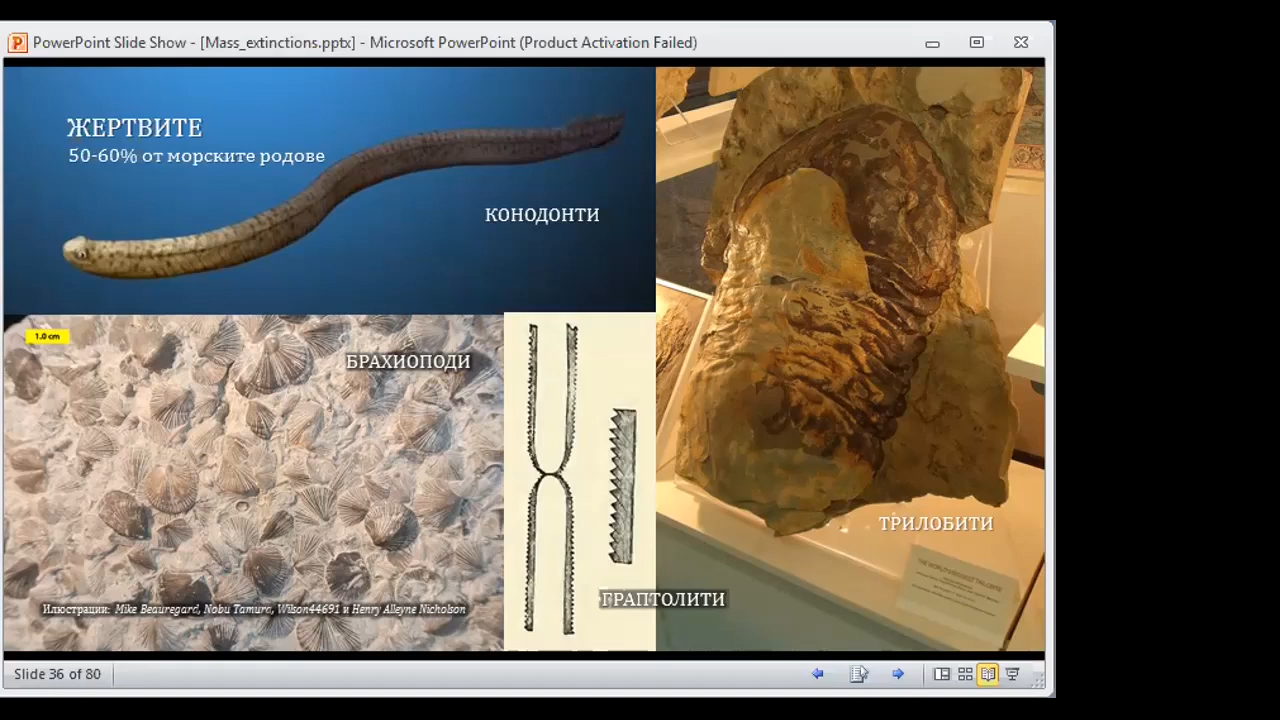 PowerPoint Slide Show - [Mass_extinctions.pptx] - Microsoft PowerPoint (Product Activation Failed)
ЖЕРТВИТЕ
50-60% от морските родове
КОНОДОНТИ
1.0 cm
БРАХИОПОДИ
ТРИЛОБИТИ
ГРАПТОЛИТИ
Илюстрации: Mike Beauregard, Nobu Tamura, Wilson44691 и Henry Alleyne Nicholson
Slide 36 of 80